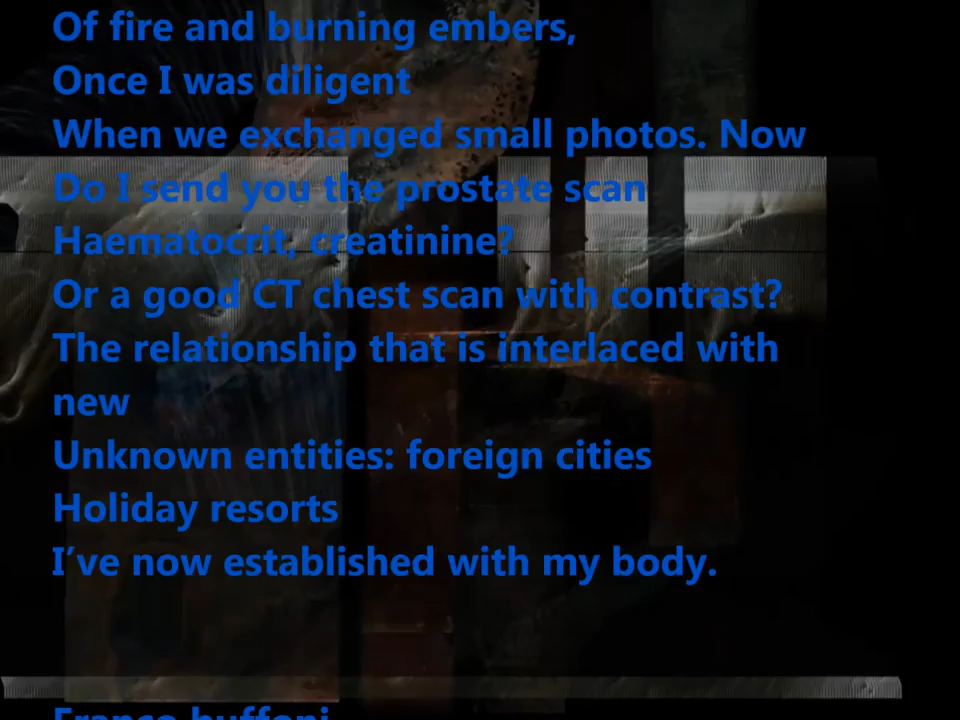 Of fire and burning embers,
Once I was diligent
When we exchanged small photos. Now
Do I send you the prostate scan
Haematocrit, creatinine?
Or a good CT chest scan with contrast?
The relationship that is interlaced with
new
Unknown entities: foreign cities
Holiday resorts
I’ve now established with my body.
Franco buffoni